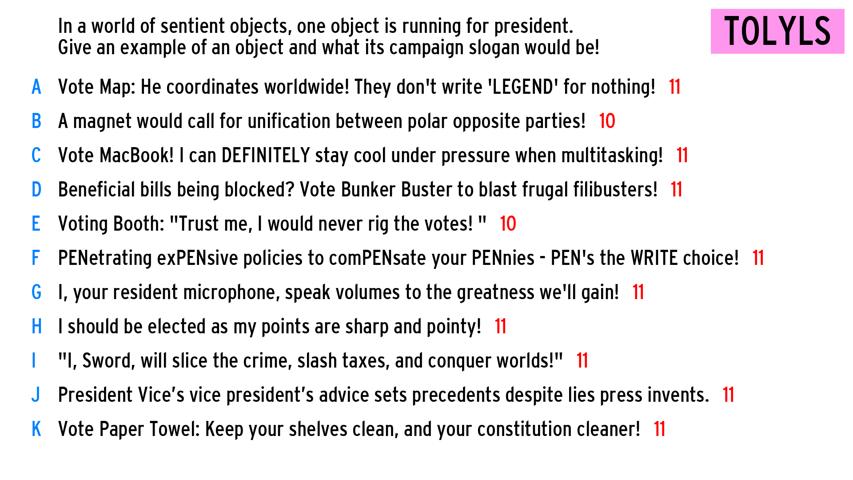 In a world of sentient objects, one object is running for president.
Give an example of an object and what its campaign slogan would be!
TOLYLS
A Vote Map: He coordinates worldwide! They don't write 'LEGEND' for nothing! 11
B A magnet would call for unification between polar opposite parties! 10
C Vote MacBook! I can DEFINITELY stay cool under pressure when multitasking! 11
D Beneficial bills being blocked? Vote Bunker Buster to blast frugal filibusters! 11
E Voting Booth: "Trust me, I would never rig the votes! " 10
F PENetrating exPENsive policies to comPENsate your PENnies - PEN's the WRITE choice! 11
G I, your resident microphone, speak volumes to the greatness we'll gain! 11
H I should be elected as my points are sharp and pointy! 11
I "I, Sword, will slice the crime, slash taxes, and conquer worlds!" 11
J President Vice’s vice president’s advice sets precedents despite lies press invents. 11
K Vote Paper Towel: Keep your shelves clean, and your constitution cleaner! 11